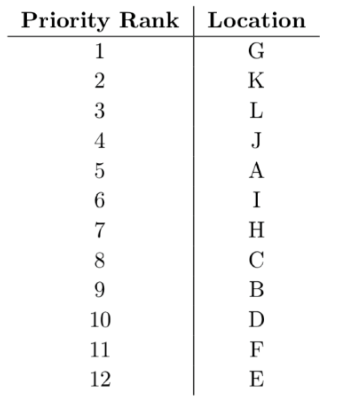 Priority Rank Location
1 G
2 K
3 L
4 J
5 A
6 I
7 H
8 C
9 B
10 D
11 F
12 E